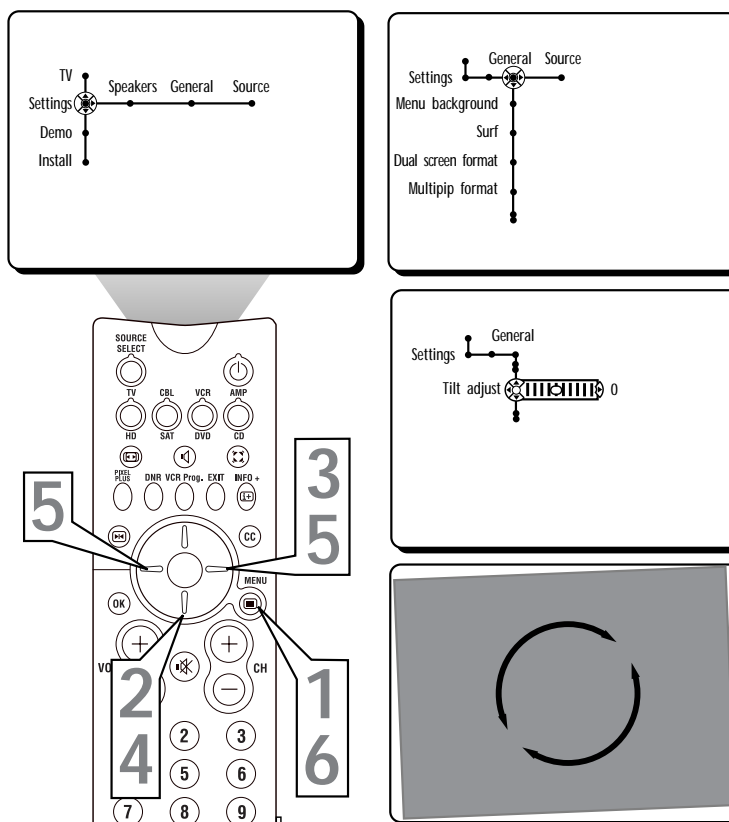 TV
Speakers General Source
Settings
Demo
Install
General Source
Settings
Menu background
Surf
Dual screen format
Multipip format
General
Settings
Tilt adjust 0
SOURCE
SELECT
TV CBL VCR AMP
HD SAT DVD CD
PIXEL
PLUS DNR VCR Prog. EXIT INFO +
i+
CC
5
3
5
MENU
OK
VO
CH
2
4
1
6
2 3
5 6
7 8 9